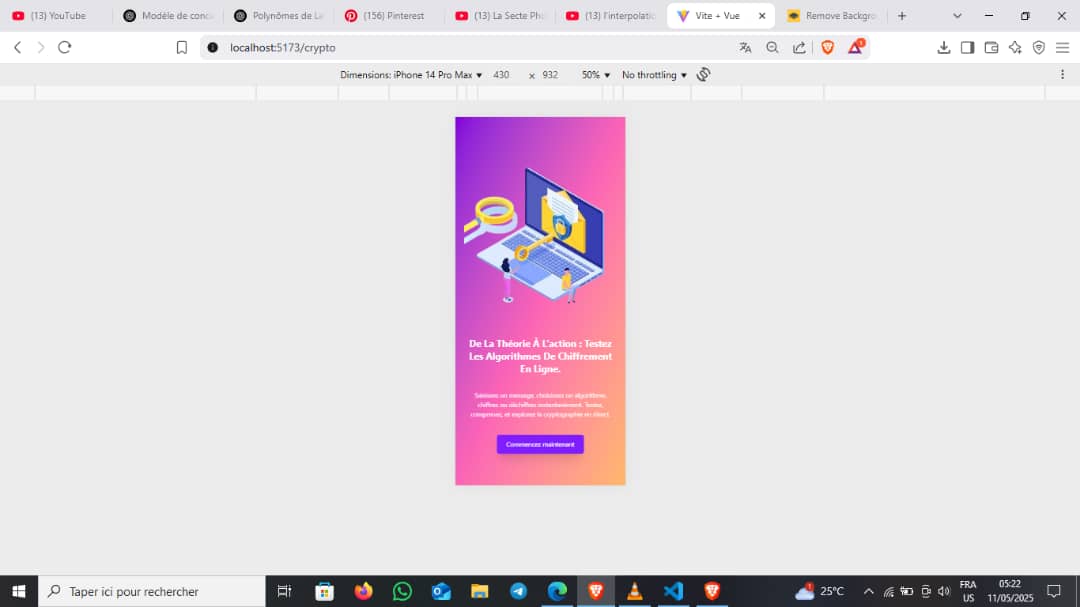 (13) YouTube
Modèle de conc
Polynômes de La
(156) Pinterest
(13) La Secte Ph
(13) l'interpolatio
Vite + Vue
Remove Backgro
localhost:5173/crypto
Dimensions: iPhone 14 Pro Max
430
x
932
50%
No throttling
De La Théorie À L'action : Testez
Les Algorithmes De Chiffrement
En Ligne.
Saisissez un message, choisissez un algorithme,
chiffrez ou déchiffrez instantanément. Testez,
comprenez, et explorez la cryptographie en direct.
Commencez maintenant
Taper ici pour rechercher
25°C
FRA
US
05:22
11/05/2025